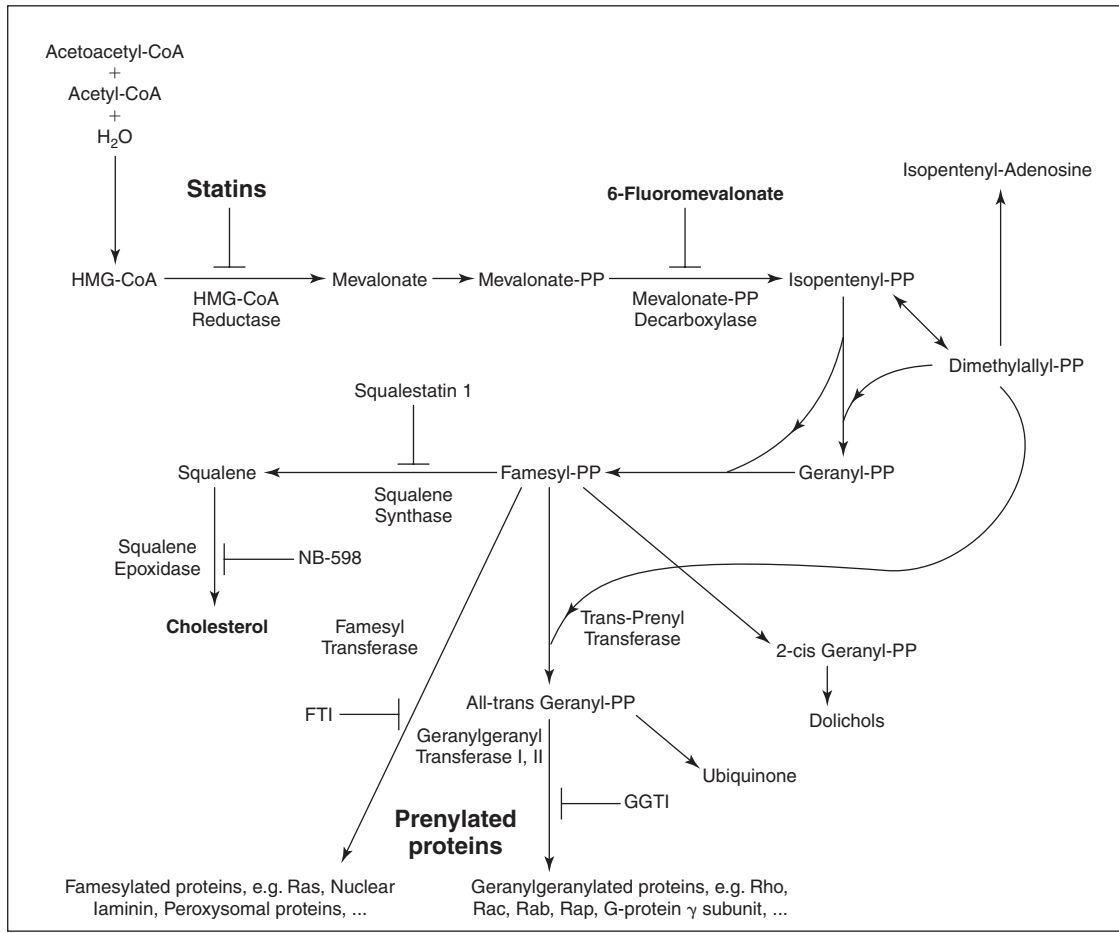 Acetoacetyl-CoA
+
Acetyl-CoA
+
H₂O
Statins
6-Fluoromevalonate
Isopentenyl-Adenosine
HMG-CoA
Mevalonate
Mevalonate-PP
Isopentenyl-PP
HMG-CoA
Reductase
Mevalonate-PP
Decarboxylase
Dimethylallyl-PP
Squalestatin 1
Squalene
Famesyl-PP
Geranyl-PP
Squalene
Synthase
Squalene
Epoxidase
NB-598
Cholesterol
Famesyl
Transferase
Trans-Prenyl
Transferase
2-cis Geranyl-PP
FTI
All-trans Geranyl-PP
Dolichols
Geranylgeranyl
Transferase I, II
Ubiquinone
GGTI
Prenylated
proteins
Famesylated proteins, e.g. Ras, Nuclear
Iaminin, Peroxysomal proteins, ...
Geranylgeranylated proteins, e.g. Rho,
Rac, Rab, Rap, G-protein γ subunit, ...